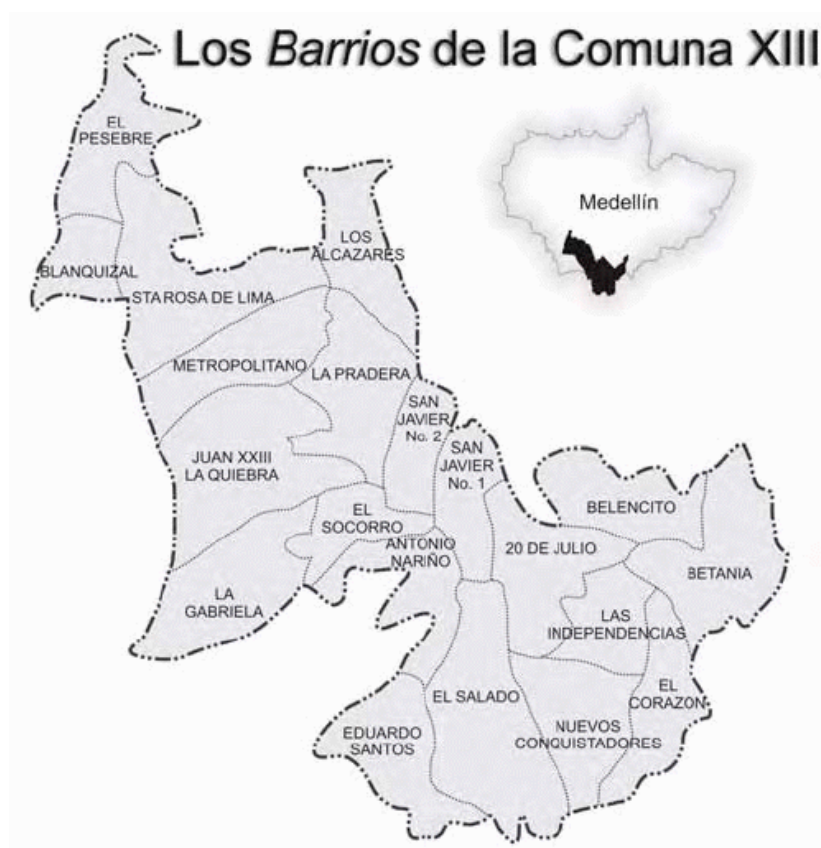 Los Barrios de la Comuna XIII
EL
PESEBRE
Medellín
LOS
ALCAZARES
BLANQUIZAL
STA ROSA DE LIMA
METROPOLITANO
LA PRADERA
SAN
JAVIER
No. 2
JUAN XXIII
LA QUIEBRA
SAN
JAVIER
No. 1
EL
SOCORRO
BELENCITO
ANTONIO
NARIÑO
20 DE JULIO
BETANIA
LA
GABRIELA
LAS
INDEPENDENCIAS
EL SALADO
EL
CORAZON
EDUARDO
SANTOS
NUEVOS
CONQUISTADORES